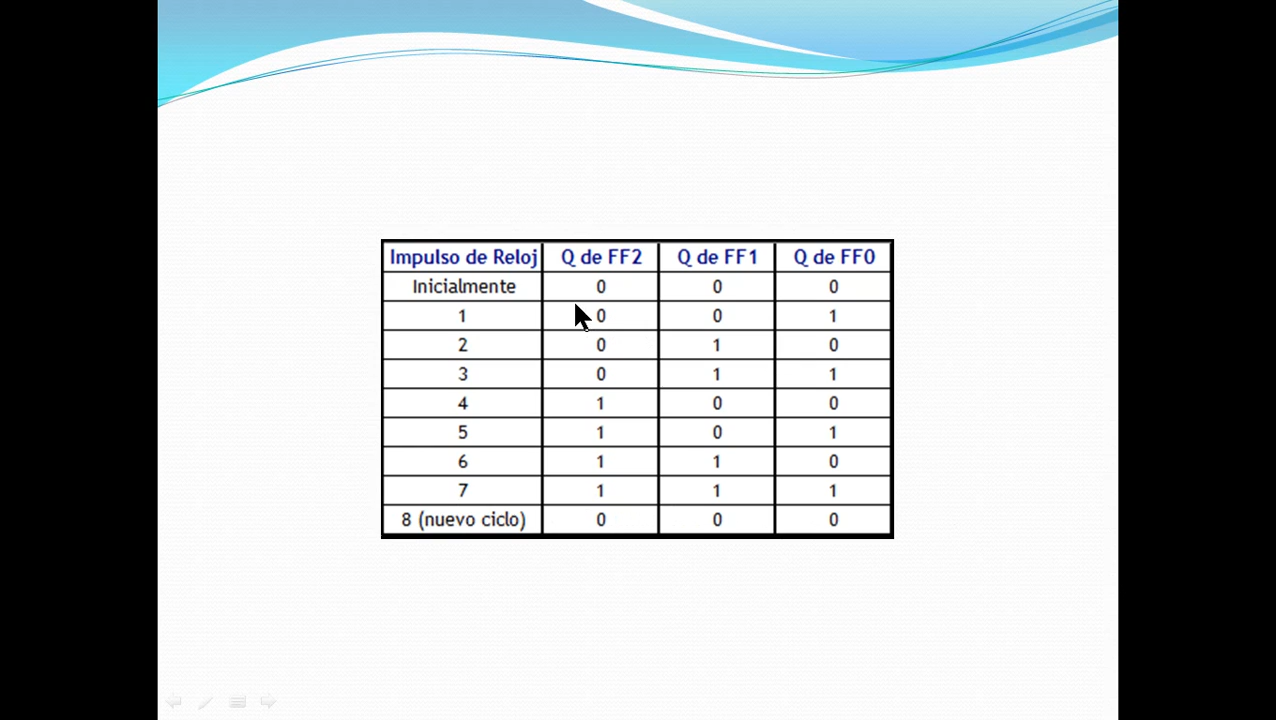 Impulso de Reloj Q de FF2 Q de FF1 Q de FF0
Inicialmente 0 0 0
1 0 0 1
2 0 1 0
3 0 1 1
4 1 0 0
5 1 0 1
6 1 1 0
7 1 1 1
8 (nuevo ciclo) 0 0 0